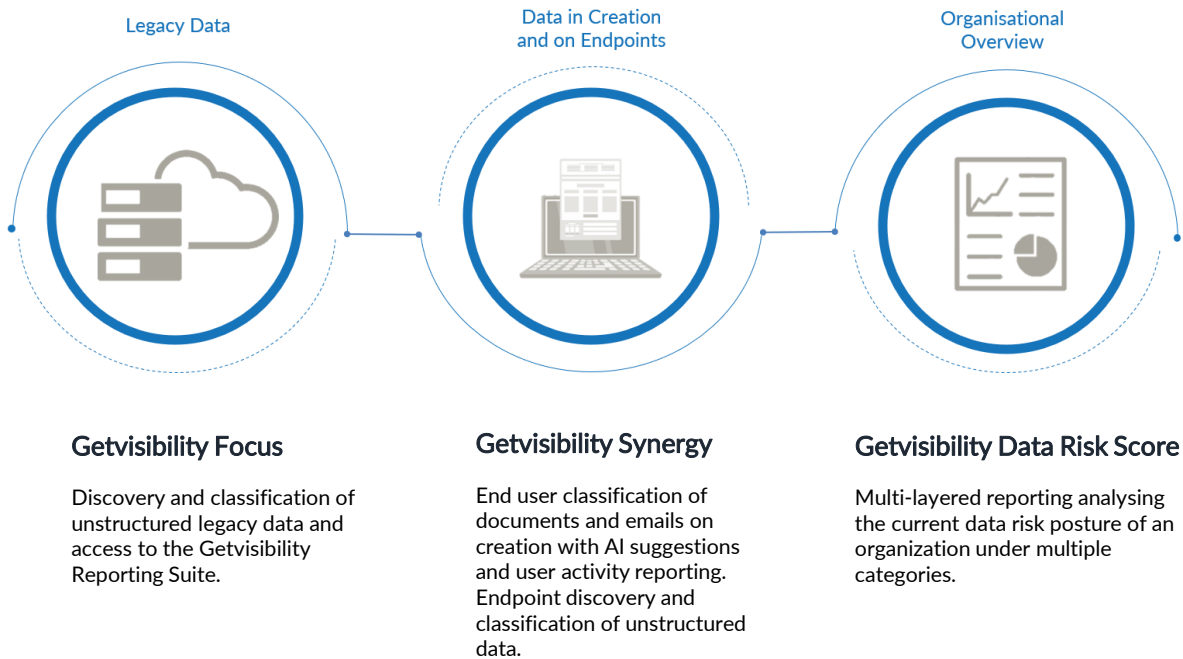 Legacy Data
Data in Creation
and on Endpoints
Organisational
Overview
Getvisibility Focus
Discovery and classification of
unstructured legacy data and
access to the Getvisibility
Reporting Suite.
Getvisibility Synergy
End user classification of
documents and emails on
creation with AI suggestions
and user activity reporting.
Endpoint discovery and
classification of unstructured
data.
Getvisibility Data Risk Score
Multi-layered reporting analysing
the current data risk posture of an
organization under multiple
categories.